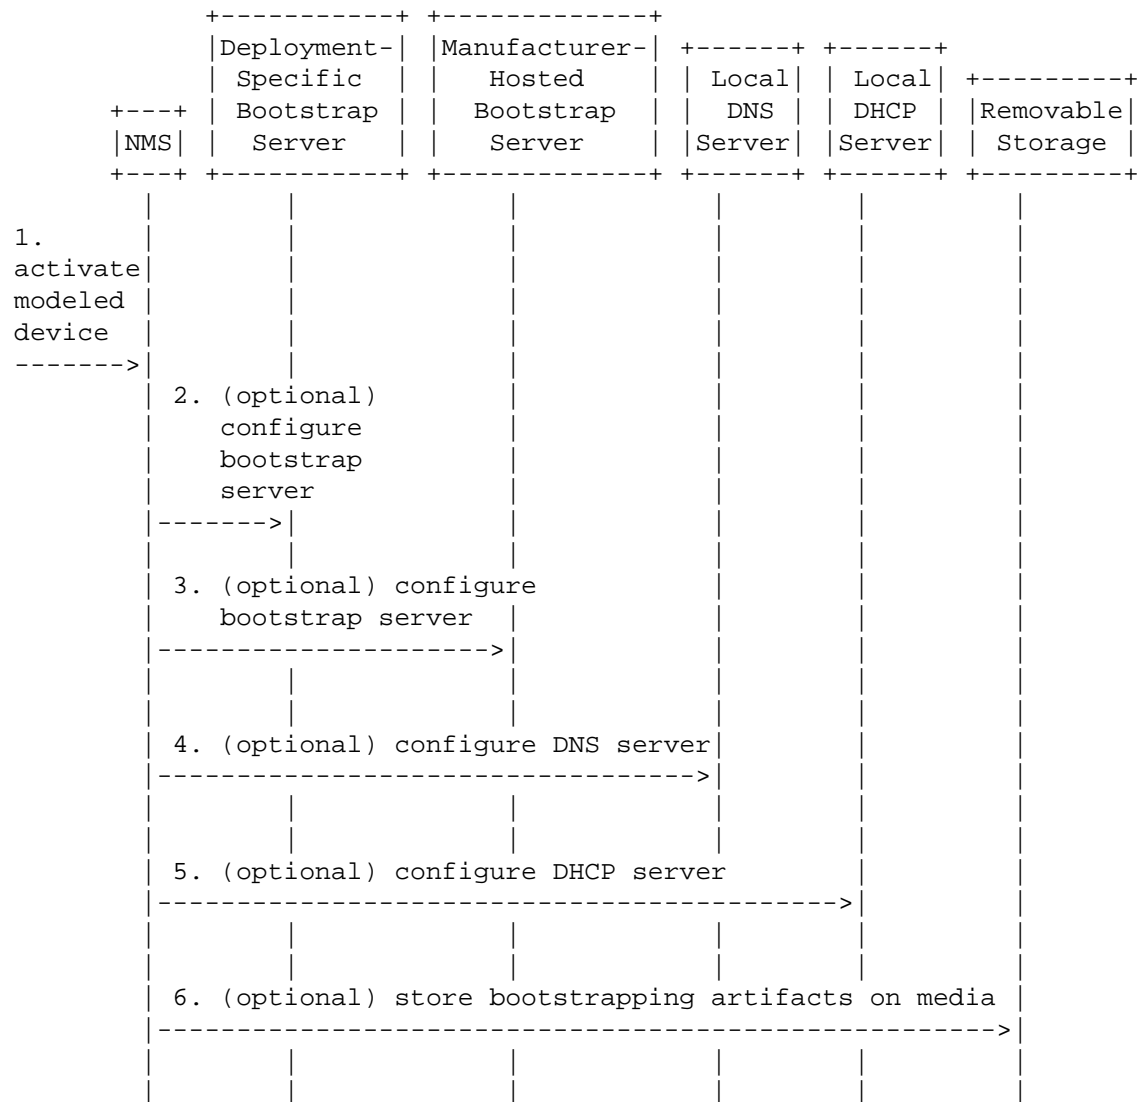 Deployment- Manufacturer-
Specific Hosted Local Local
NMS Bootstrap Bootstrap DNS DHCP Removable
Server Server Server Server Storage
1.
activate
modeled
device
2. (optional)
configure
bootstrap
server
3. (optional) configure
bootstrap server
4. (optional) configure DNS server
5. (optional) configure DHCP server
6. (optional) store bootstrapping artifacts on media